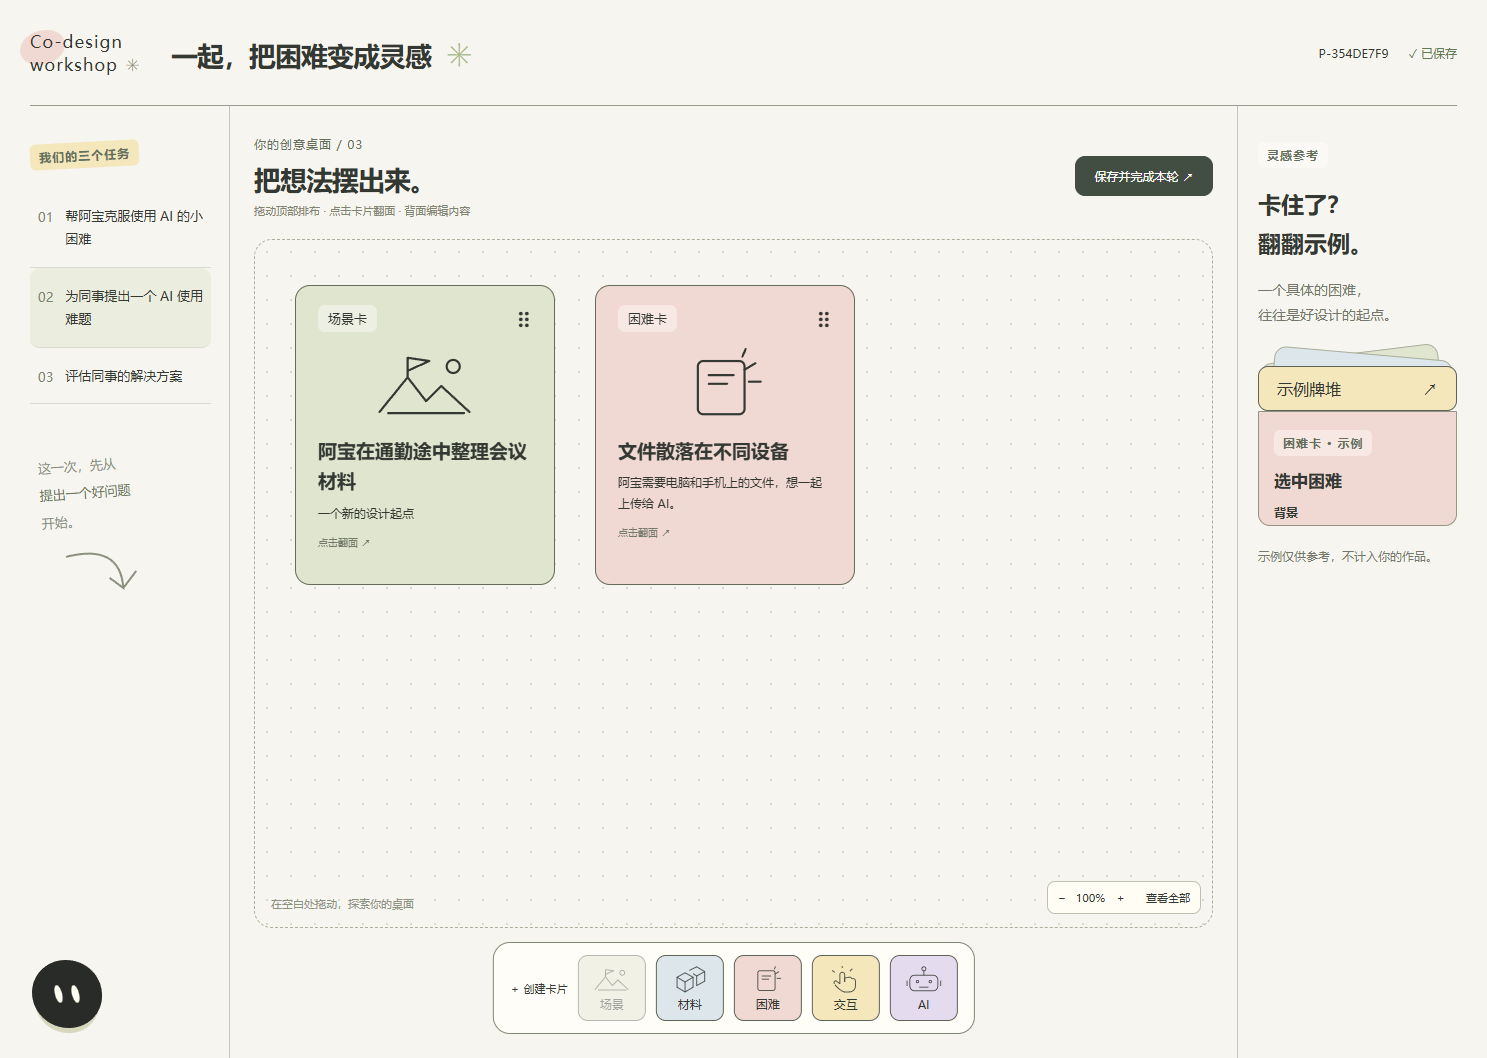 Co-design
workshop
一起，把困难变成灵感
P-354DE7F9
✓ 已保存
我们的三个任务
01 帮阿宝克服使用 AI 的小
困难
02 为同事提出一个 AI 使用
难题
03 评估同事的解决方案
这一次，先从
提出一个好问题
开始。
你的创意桌面 / 03
把想法摆出来。
拖动顶部排布 · 点击卡片翻面 · 背面编辑内容
保存并完成本轮 ↗
场景卡
阿宝在通勤途中整理会议
材料
一个新的设计起点
点击翻面 ↗
困难卡
文件散落在不同设备
阿宝需要电脑和手机上的文件，想一起
上传给 AI。
点击翻面 ↗
在空白处拖动，探索你的桌面
− 100% + 查看全部
+ 创建卡片
场景
材料
困难
交互
AI
灵感参考
卡住了？
翻翻示例。
一个具体的困难，
往往是好设计的起点。
示例牌堆 ↗
困难卡 • 示例
选中困难
背景
示例仅供参考，不计入你的作品。